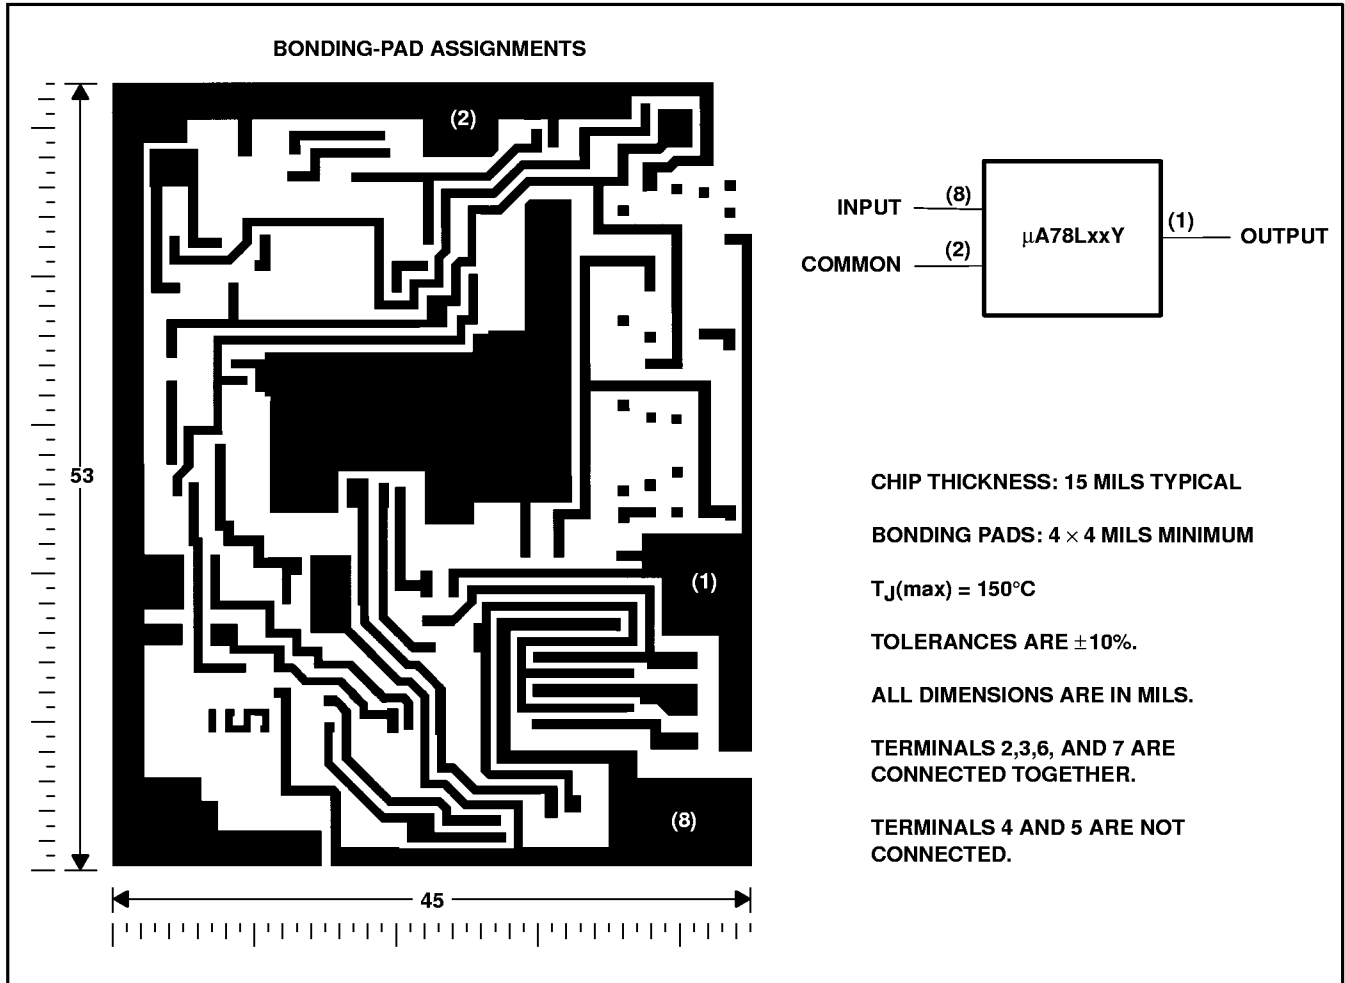 BONDING-PAD ASSIGNMENTS
(2)
(1)
(8)
53
45
INPUT
(8)
COMMON
(2)
μA78LxxY
(1)
OUTPUT
CHIP THICKNESS: 15 MILS TYPICAL
BONDING PADS: 4 × 4 MILS MINIMUM
TJ(max) = 150°C
TOLERANCES ARE ±10%.
ALL DIMENSIONS ARE IN MILS.
TERMINALS 2,3,6, AND 7 ARE
CONNECTED TOGETHER.
TERMINALS 4 AND 5 ARE NOT
CONNECTED.